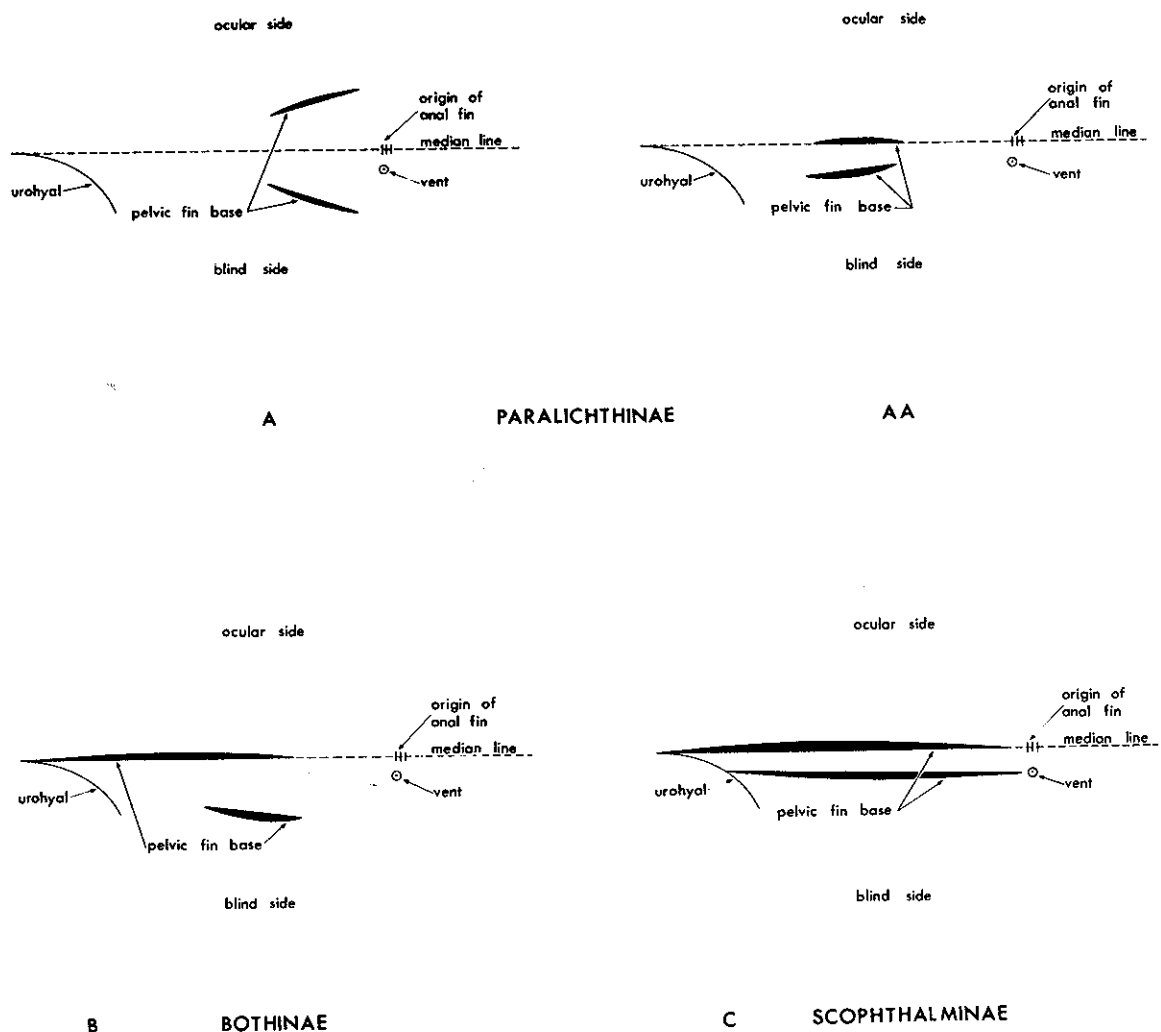 ocular side
origin of
anal fin
median line
urohyal
vent
pelvic fin base
blind side
A
ocular side
origin of
anal fin
median line
urohyal
vent
pelvic fin base
blind side
PARALICHTHINAE
AA
ocular side
origin of
anal fin
median line
urohyal
vent
pelvic fin base
blind side
B
BOTHINAE
ocular side
origin of
anal fin
median line
urohyal
vent
pelvic fin base
blind side
C
SCOPHTHALMINAE